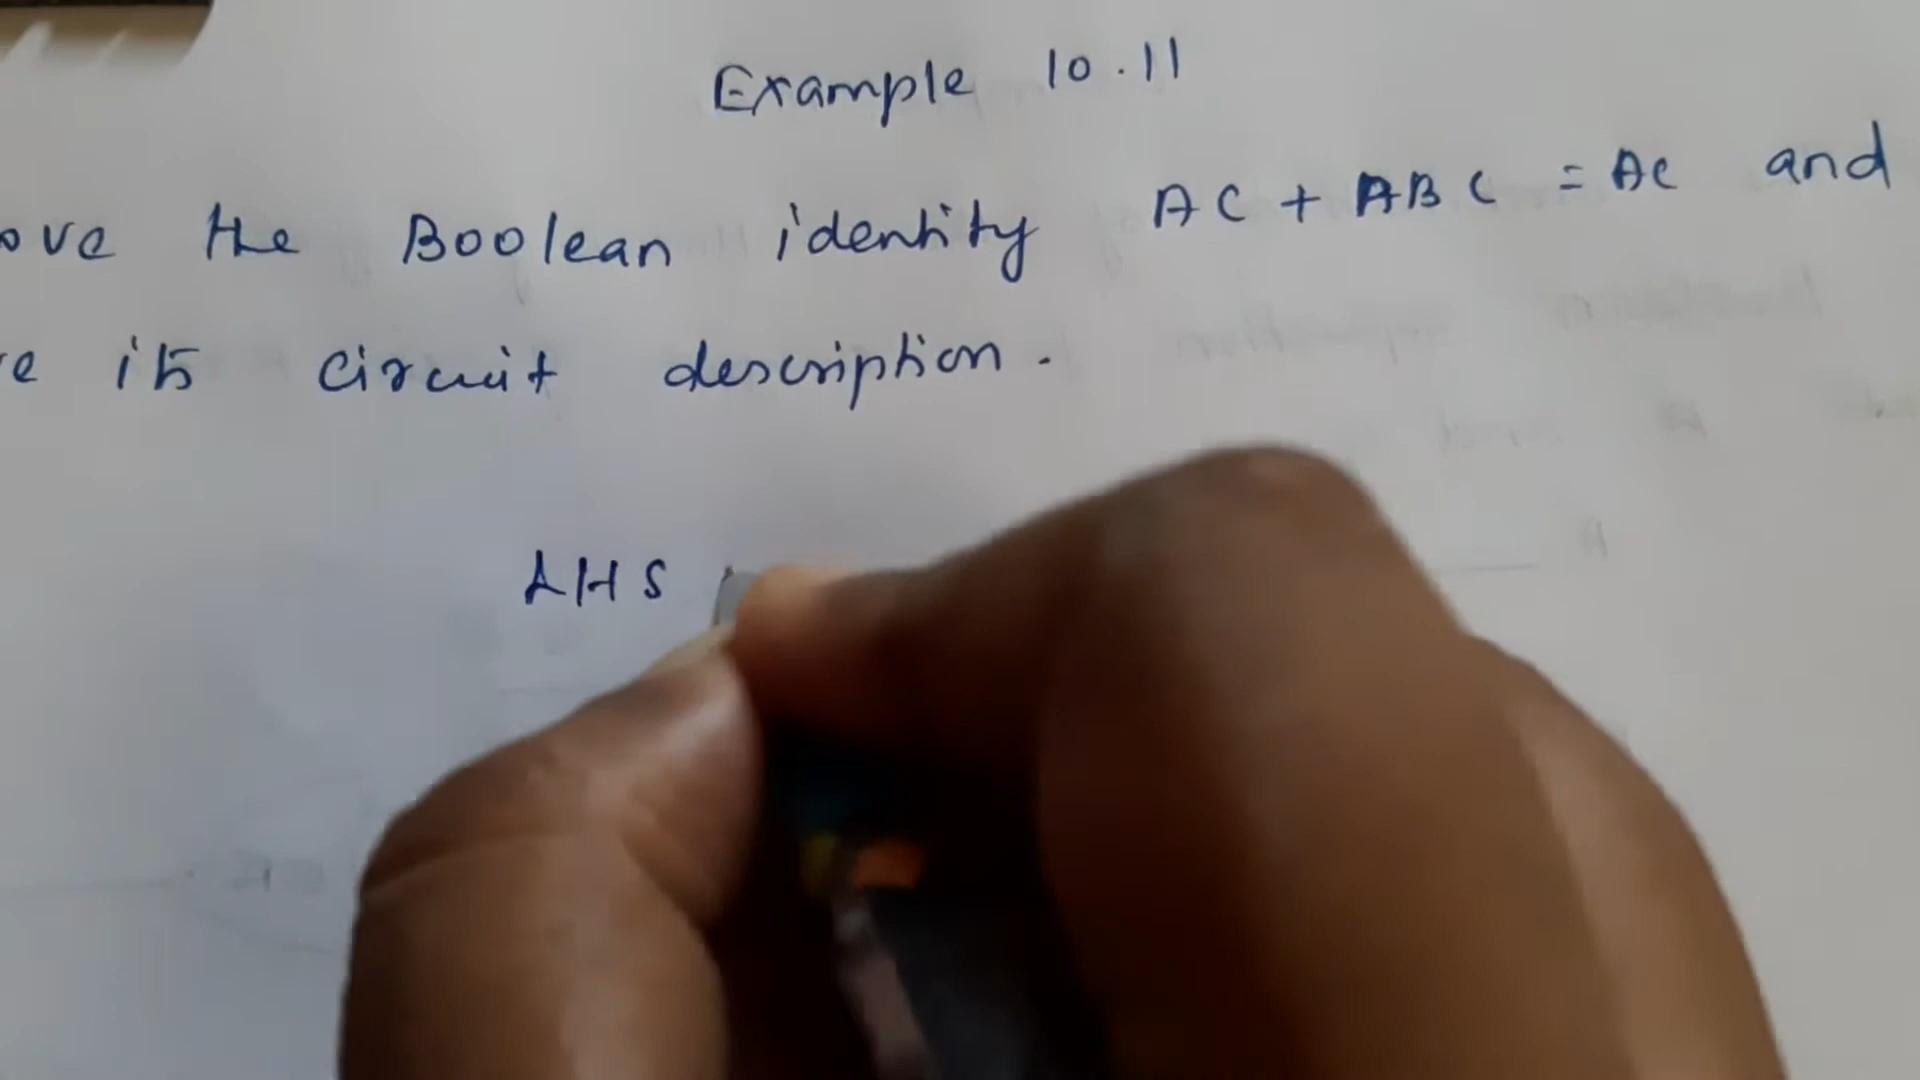 Example 10.11
ove the Boolean identity AC + ABC = AC and
e its circuit description.
LHS